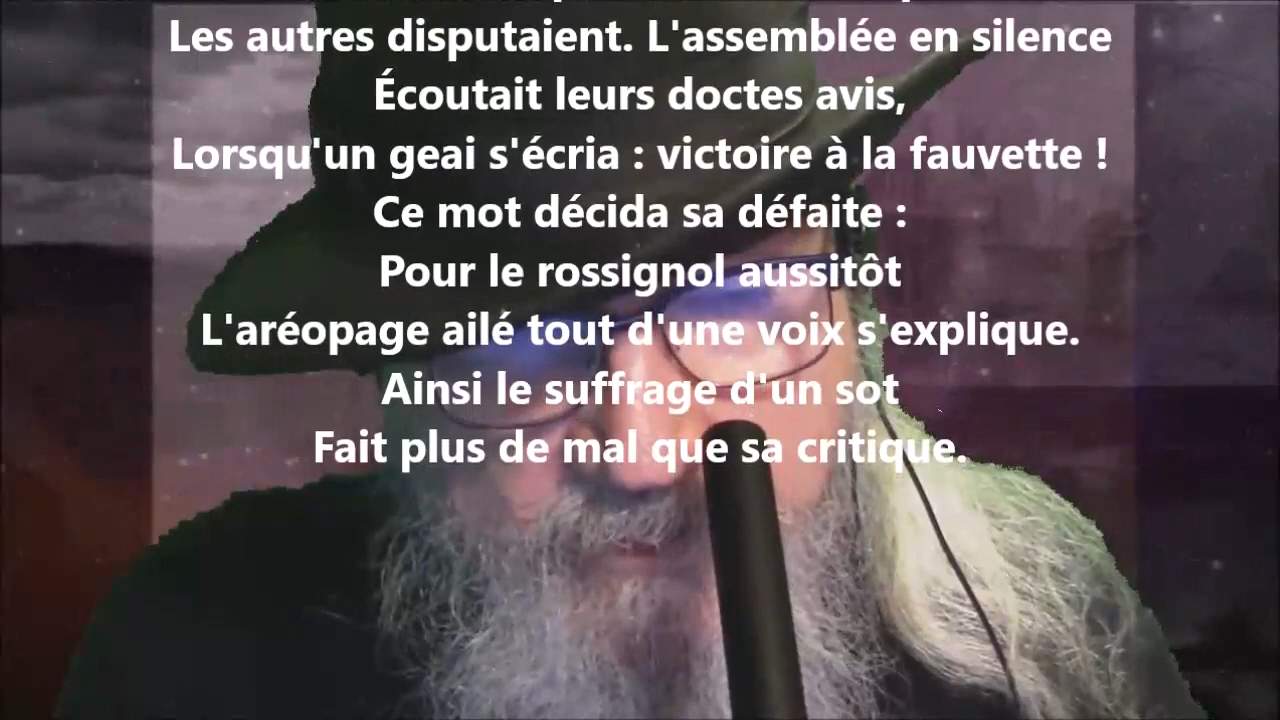 Les autres disputaient. L'assemblée en silence
Écoutait leurs doctes avis,
Lorsqu'un geai s'écria : victoire à la fauvette !
Ce mot décida sa défaite :
Pour le rossignol aussitôt
L'aréopage ailé tout d'une voix s'explique.
Ainsi le suffrage d'un sot
Fait plus de mal que sa critique.